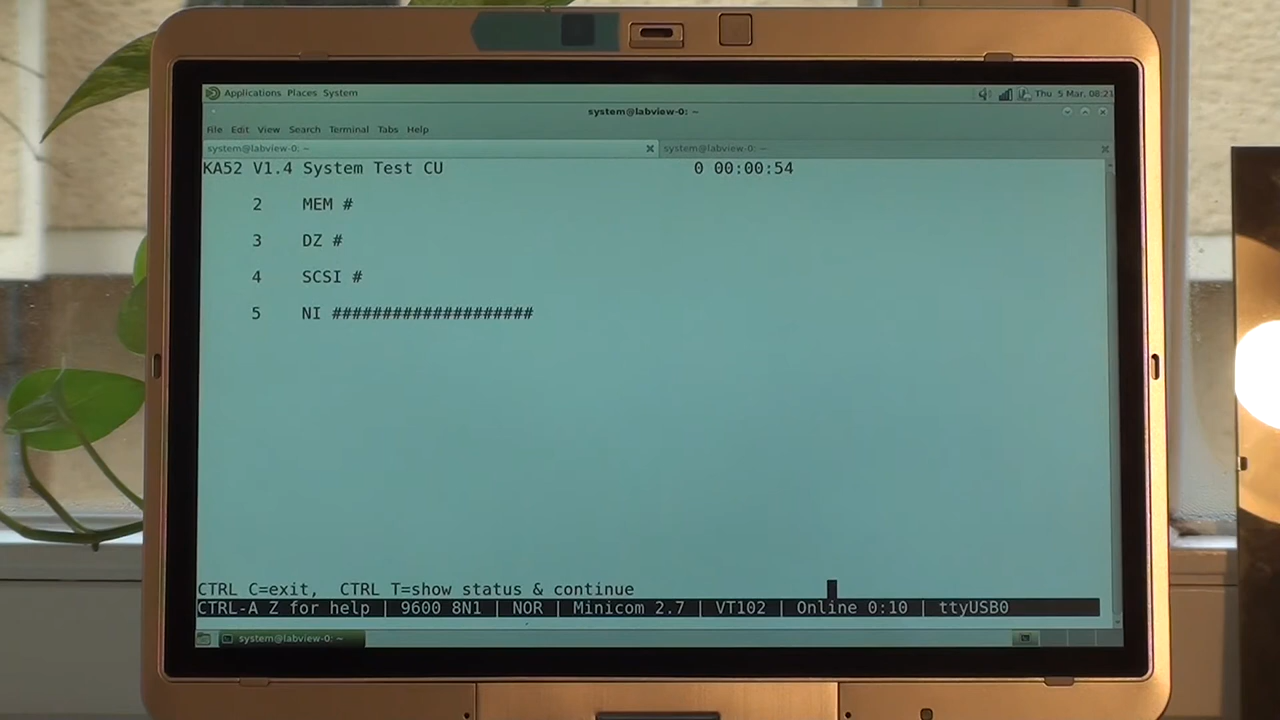 Applications Places System Thu 5 Mar, 08:21
system@labview-0: ~
File Edit View Search Terminal Tabs Help
system@labview-0: ~ system@labview-0: ~
KA52 V1.4 System Test CU 0 00:00:54
2 MEM #
3 DZ #
4 SCSI #
5 NI ####################
CTRL C=exit, CTRL T=show status & continue
CTRL-A Z for help | 9600 8N1 | NOR | Minicom 2.7 | VT102 | Online 0:10 | ttyUSB0
system@labview-0: ~